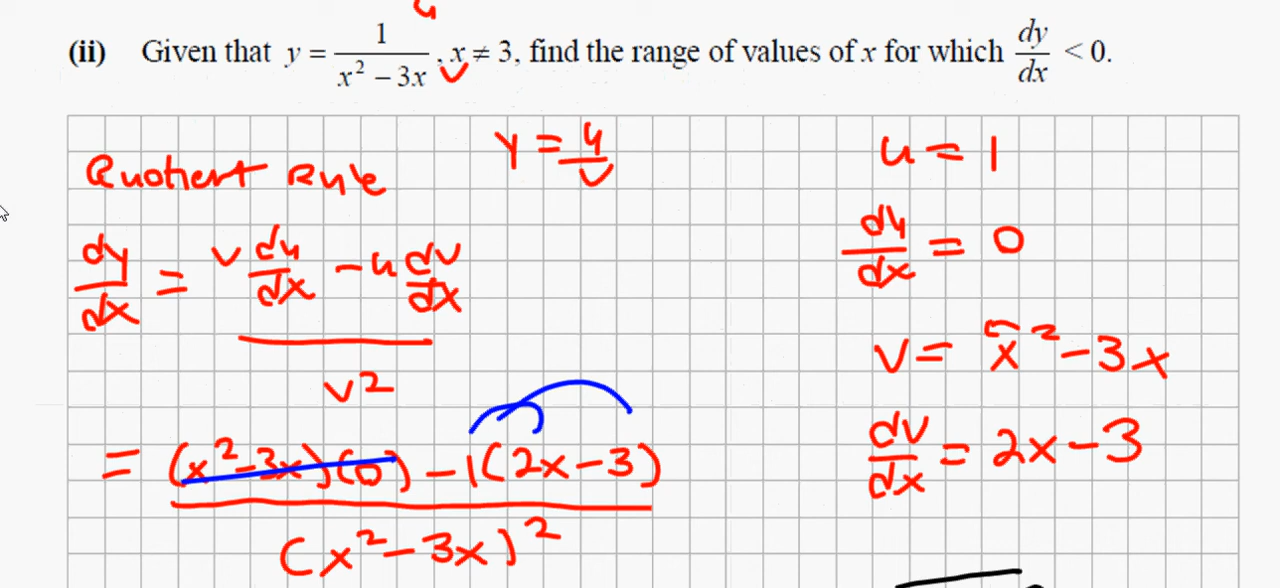 u
(ii) Given that y = 1/(x² − 3x), x ≠ 3, find the range of values of x for which dy/dx < 0.
v
Quotient Rule
y = u/v
u = 1
du/dx = 0
dy/dx = (v du/dx − u dv/dx)/v²
v = x² − 3x
dv/dx = 2x − 3
= ((x² − 3x)(0) − 1(2x − 3))/(x² − 3x)²